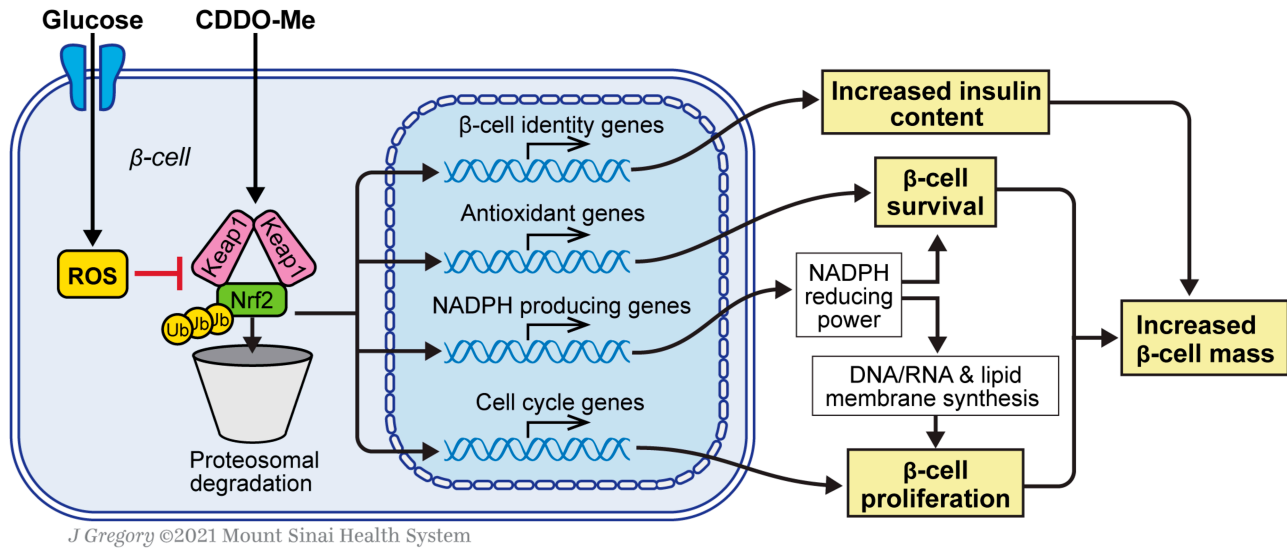 Glucose
CDDO-Me
β-cell
ROS
Keap1
Keap1
Nrf2
Ub
Ub
Ub
Proteosomal
degradation
β-cell identity genes
Antioxidant genes
NADPH producing genes
Cell cycle genes
Increased insulin
content
β-cell
survival
NADPH
reducing
power
DNA/RNA & lipid
membrane synthesis
β-cell
proliferation
Increased
β-cell mass
J Gregory ©2021 Mount Sinai Health System